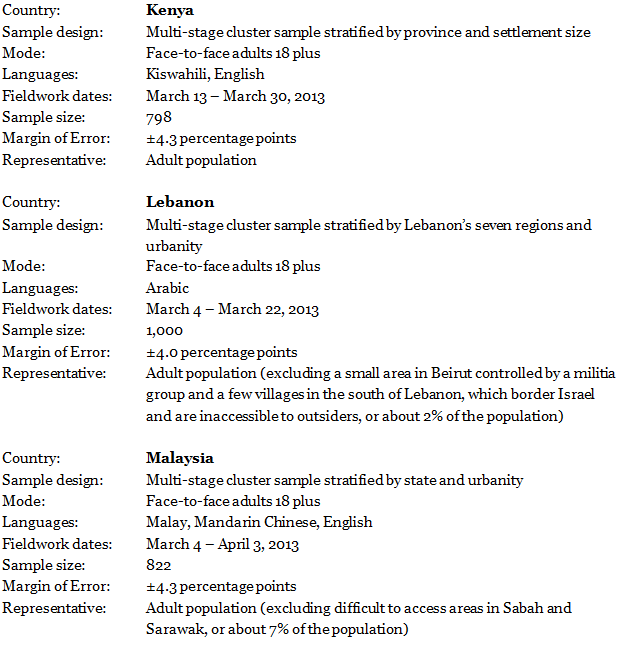 Country: Kenya
Sample design: Multi-stage cluster sample stratified by province and settlement size
Mode: Face-to-face adults 18 plus
Languages: Kiswahili, English
Fieldwork dates: March 13 – March 30, 2013
Sample size: 798
Margin of Error: ±4.3 percentage points
Representative: Adult population
Country: Lebanon
Sample design: Multi-stage cluster sample stratified by Lebanon’s seven regions and
urbanity
Mode: Face-to-face adults 18 plus
Languages: Arabic
Fieldwork dates: March 4 – March 22, 2013
Sample size: 1,000
Margin of Error: ±4.0 percentage points
Representative: Adult population (excluding a small area in Beirut controlled by a militia
group and a few villages in the south of Lebanon, which border Israel
and are inaccessible to outsiders, or about 2% of the population)
Country: Malaysia
Sample design: Multi-stage cluster sample stratified by state and urbanity
Mode: Face-to-face adults 18 plus
Languages: Malay, Mandarin Chinese, English
Fieldwork dates: March 4 – April 3, 2013
Sample size: 822
Margin of Error: ±4.3 percentage points
Representative: Adult population (excluding difficult to access areas in Sabah and
Sarawak, or about 7% of the population)